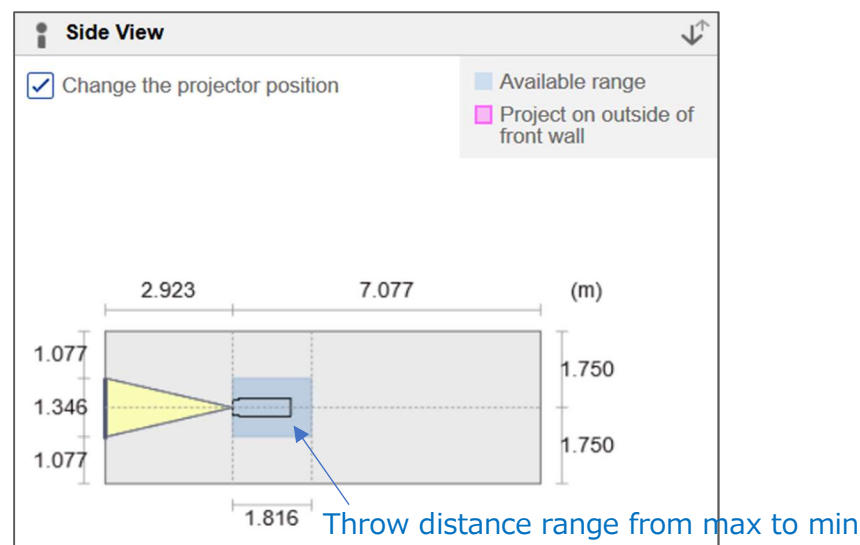 Side View
Change the projector position
Available range
Project on outside of
front wall
2.923
7.077
(m)
1.077
1.346
1.077
1.750
1.750
1.816
Throw distance range from max to min